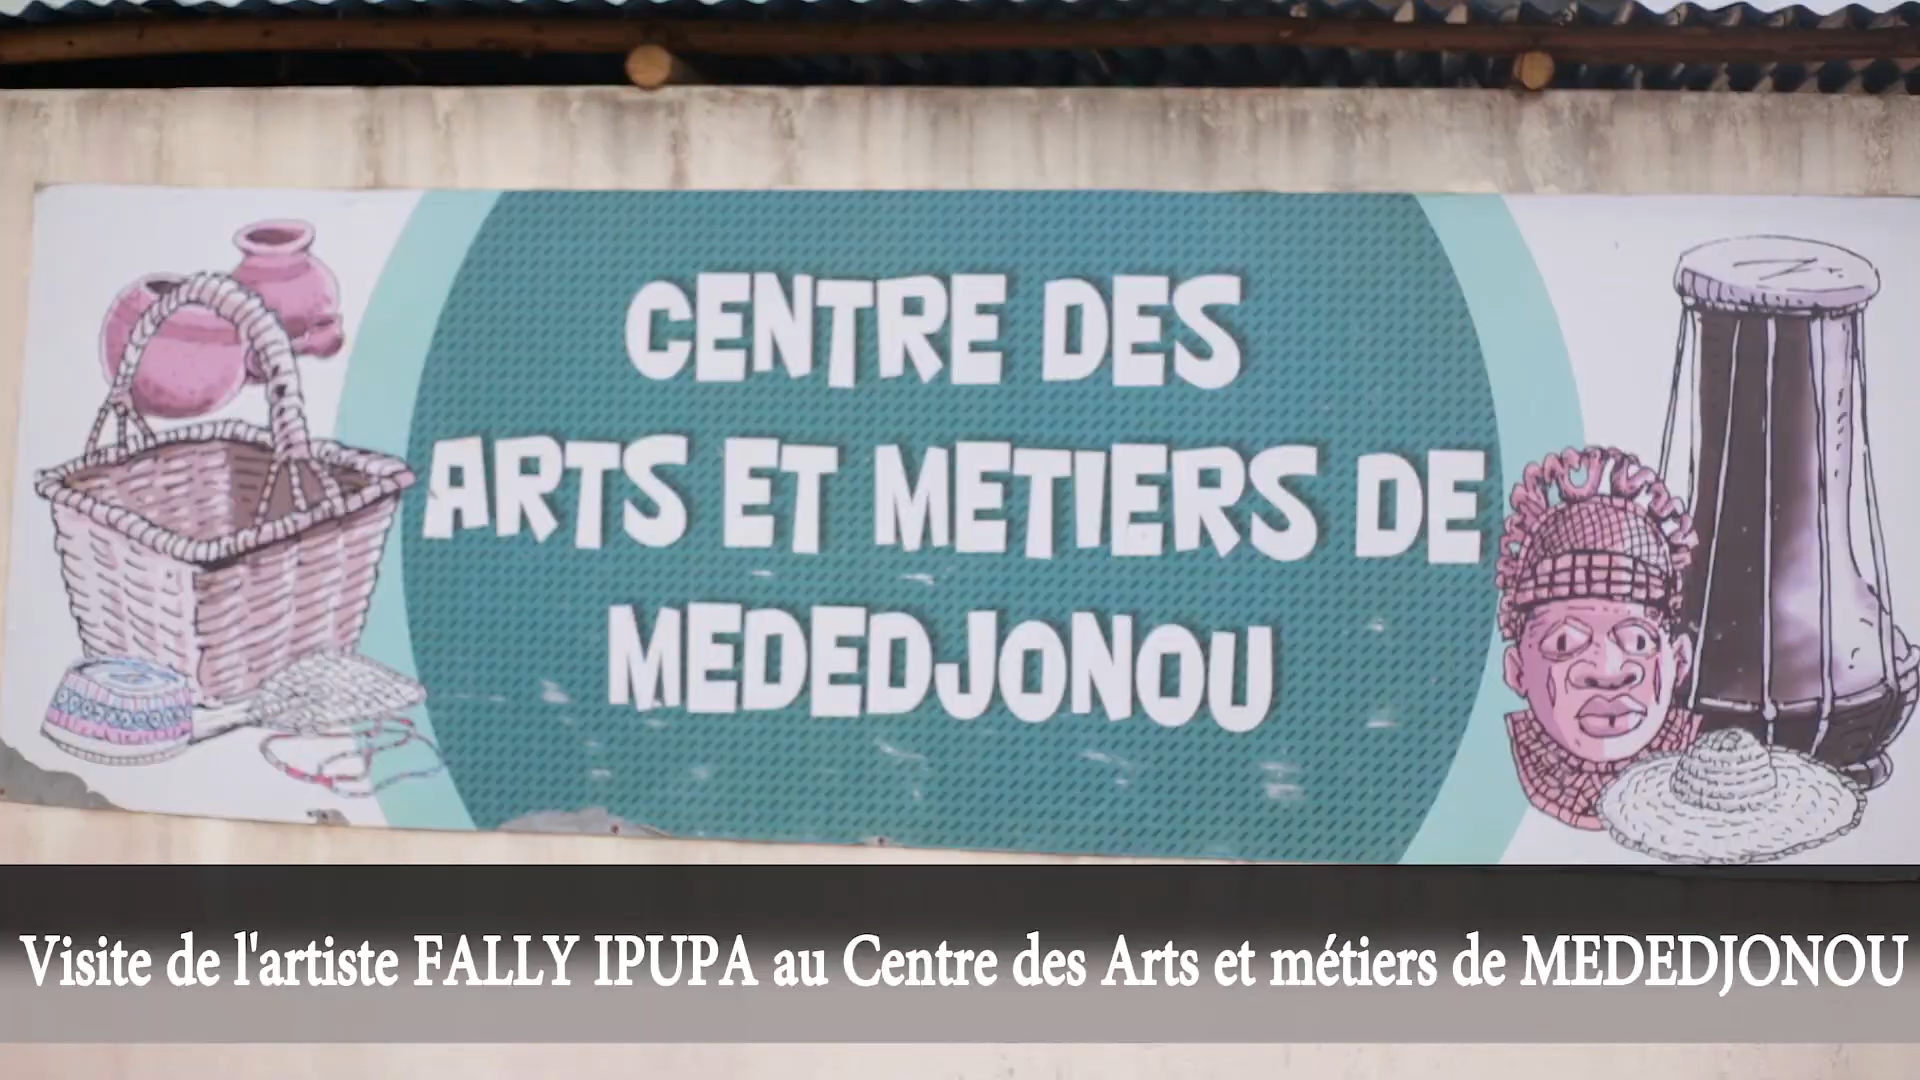 CENTRE DES
ARTS ET METIERS DE
MEDEDJONOU
Visite de l'artiste FALLY IPUPA au Centre des Arts et métiers de MEDEDJONOU